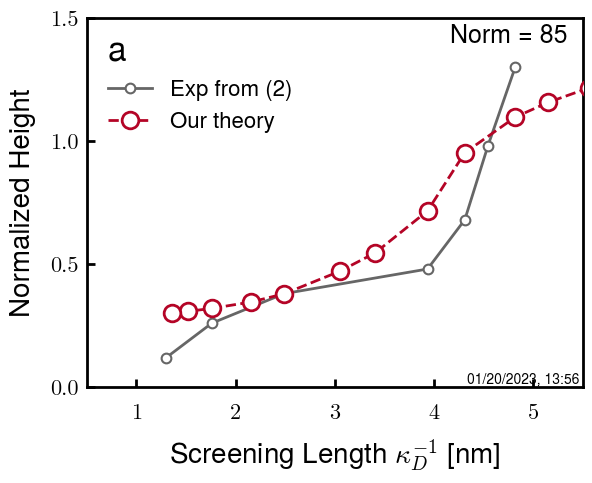 Norm = 85
a
Exp from (2)
Our theory
Normalized Height
1.5
1.0
0.5
0.0
01/20/2023, 13:56
1 2 3 4 5
Screening Length κ_D^{-1} [nm]